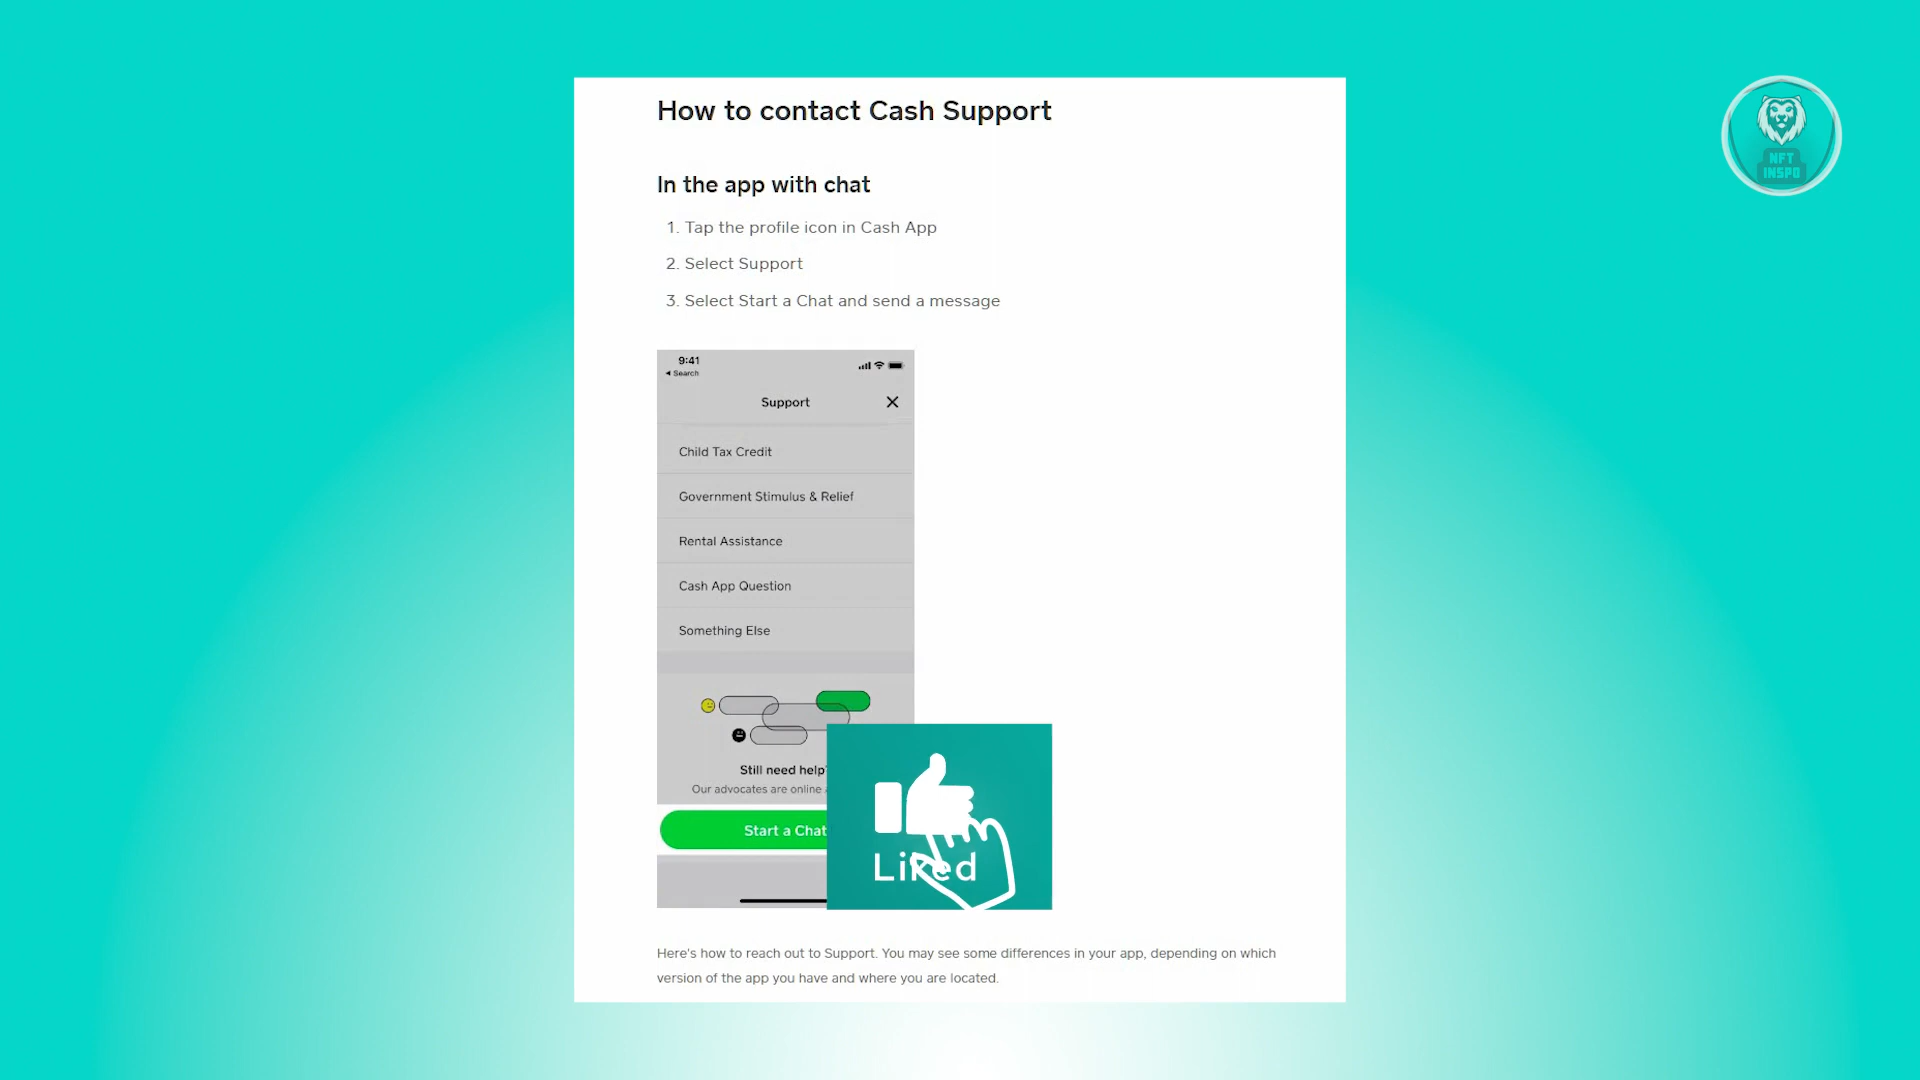 How to contact Cash Support
NFT
INSPO
In the app with chat
1. Tap the profile icon in Cash App
2. Select Support
3. Select Start a Chat and send a message
9:41
Search
Support
Child Tax Credit
Government Stimulus & Relief
Rental Assistance
Cash App Question
Something Else
Still need help?
Our advocates are online
Start a Chat
Liked
Here's how to reach out to Support. You may see some differences in your app, depending on which
version of the app you have and where you are located.